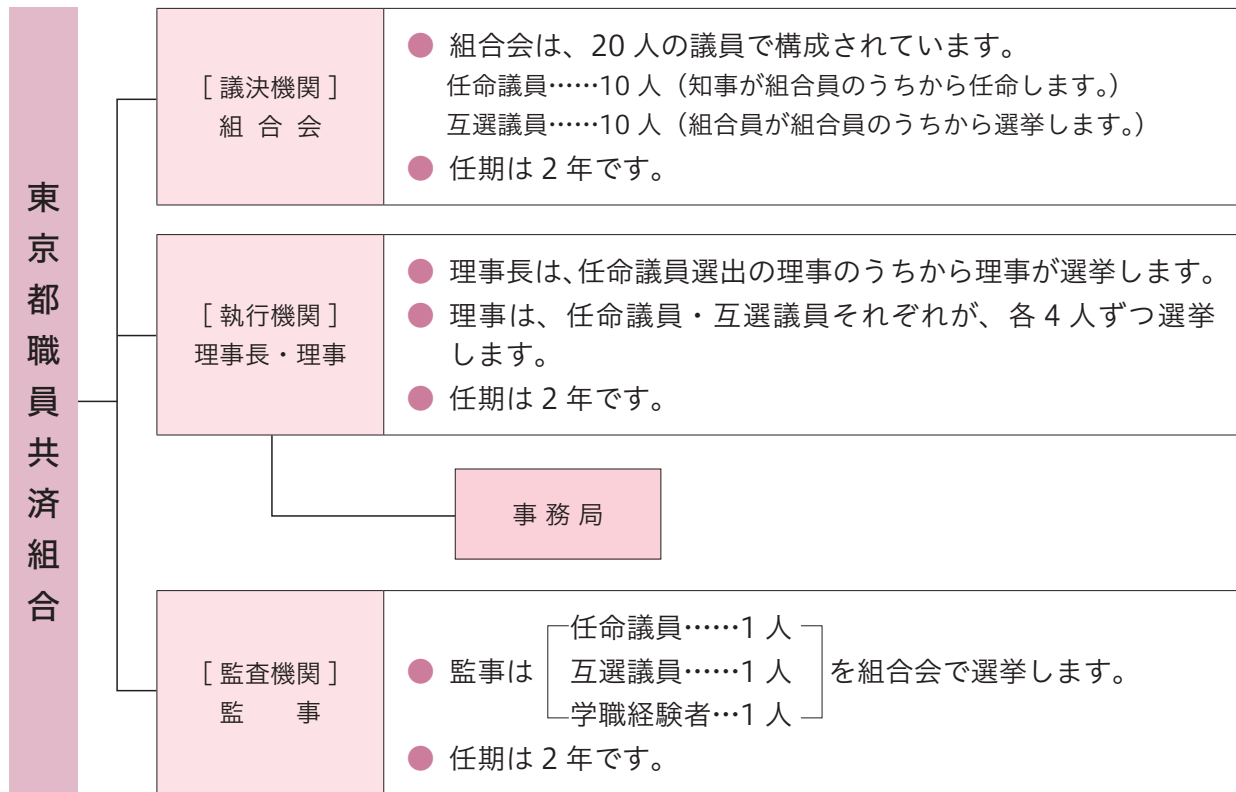 東京都職員共済組合
[ 議決機関 ]
組 合 会
● 組合会は、20 人の議員で構成されています。
任命議員……10 人（知事が組合員のうちから任命します。）
互選議員……10 人（組合員が組合員のうちから選挙します。）
● 任期は 2 年です。
[ 執行機関 ]
理事長・理事
● 理事長は、任命議員選出の理事のうちから理事が選挙します。
● 理事は、任命議員・互選議員それぞれが、各 4 人ずつ選挙
します。
● 任期は 2 年です。
事 務 局
[ 監査機関 ]
監　　事
● 監事は
任命議員……1 人
互選議員……1 人
学職経験者…1 人
を組合会で選挙します。
● 任期は 2 年です。